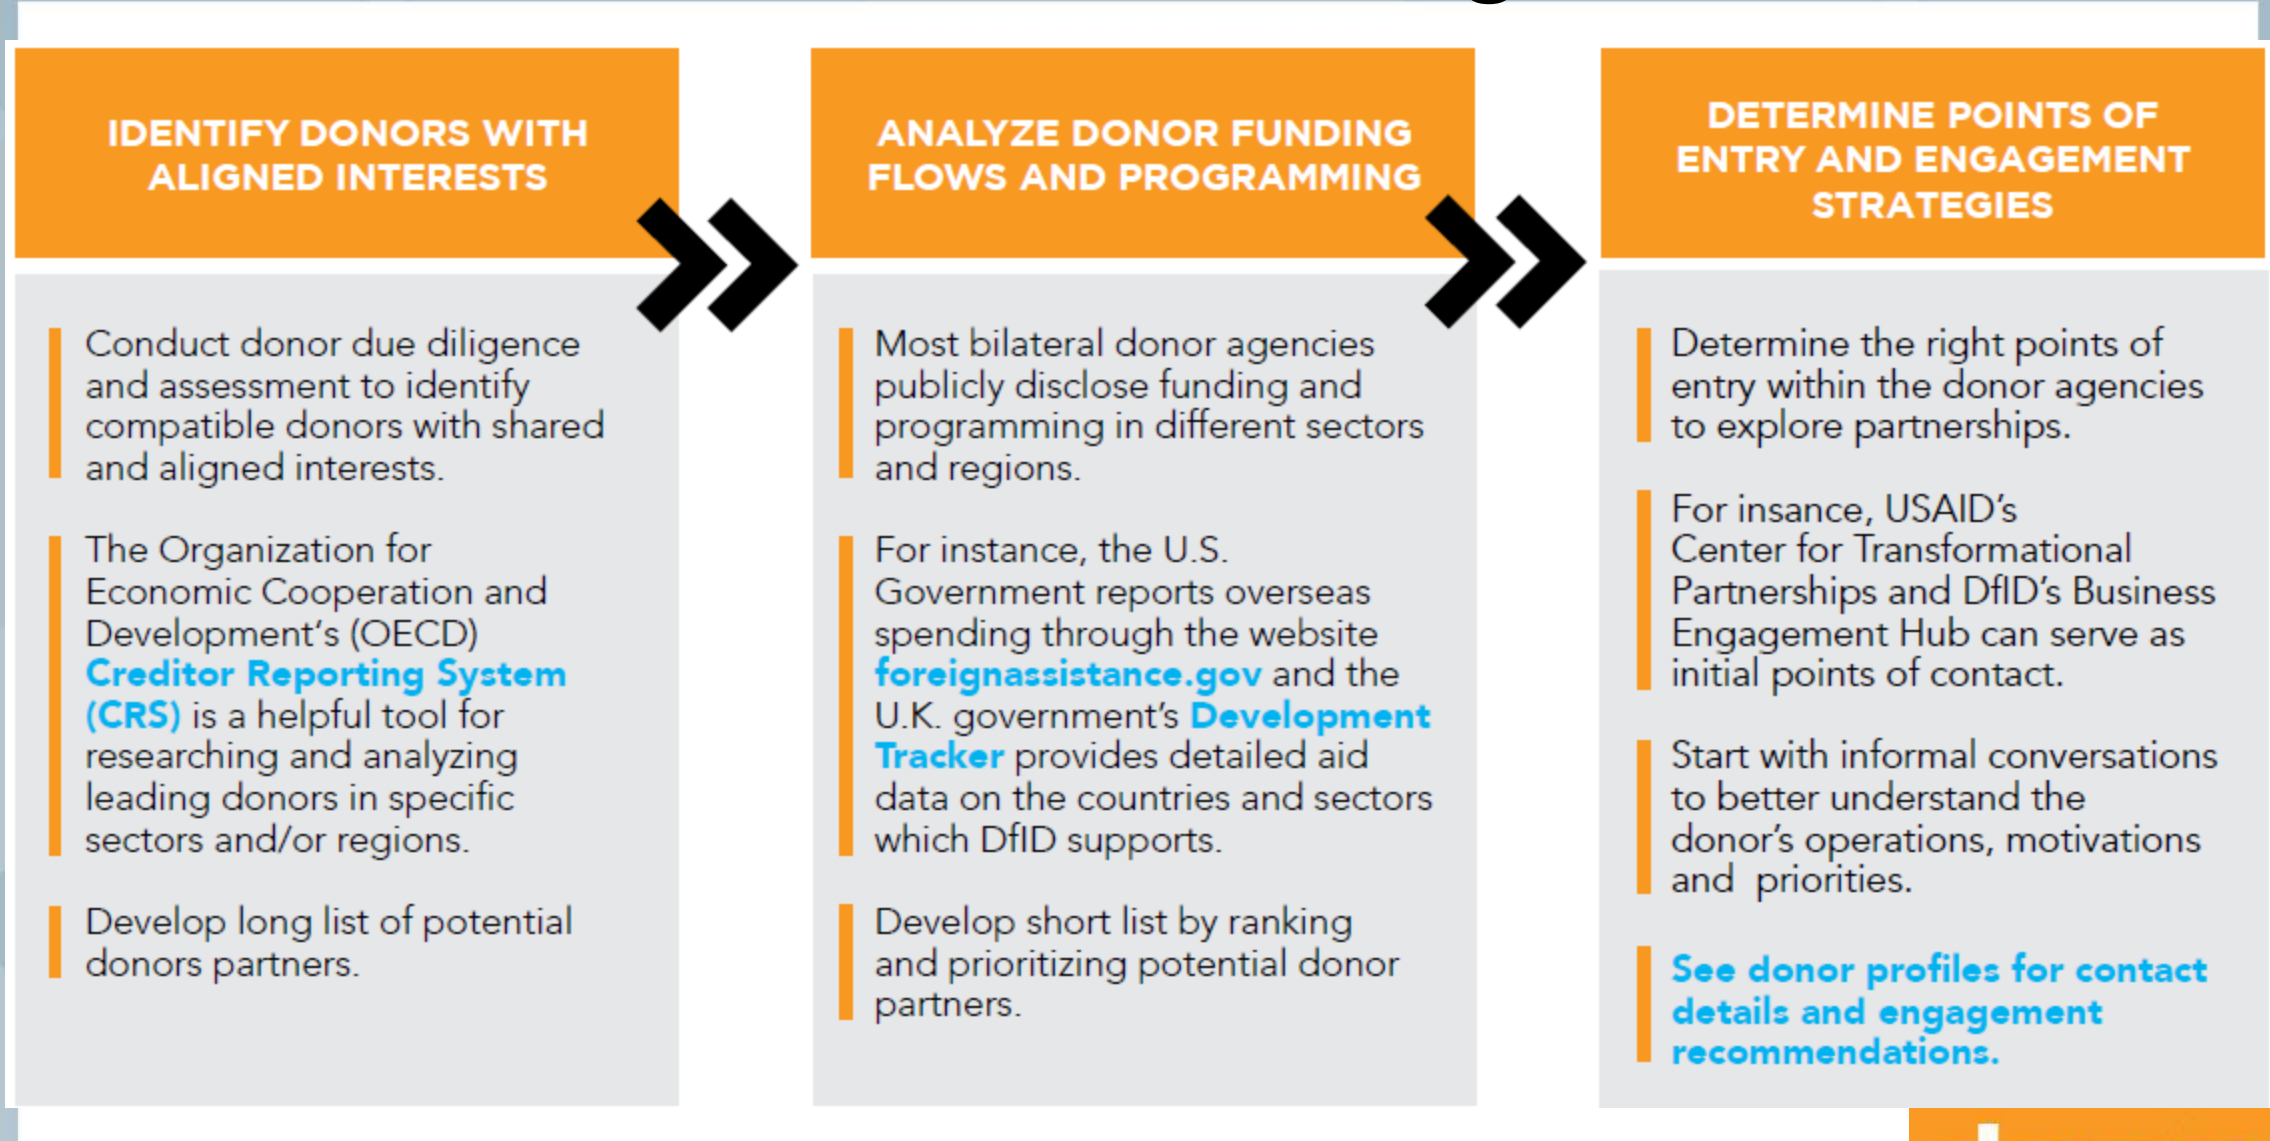 IDENTIFY DONORS WITH
ALIGNED INTERESTS
Conduct donor due diligence
and assessment to identify
compatible donors with shared
and aligned interests.
The Organization for
Economic Cooperation and
Development's (OECD)
Creditor Reporting System
(CRS) is a helpful tool for
researching and analyzing
leading donors in specific
sectors and/or regions.
Develop long list of potential
donors partners.
ANALYZE DONOR FUNDING
FLOWS AND PROGRAMMING
Most bilateral donor agencies
publicly disclose funding and
programming in different sectors
and regions.
For instance, the U.S.
Government reports overseas
spending through the website
foreignassistance.gov and the
U.K. government's Development
Tracker provides detailed aid
data on the countries and sectors
which DfID supports.
Develop short list by ranking
and prioritizing potential donor
partners.
DETERMINE POINTS OF
ENTRY AND ENGAGEMENT
STRATEGIES
Determine the right points of
entry within the donor agencies
to explore partnerships.
For insance, USAID's
Center for Transformational
Partnerships and DfID's Business
Engagement Hub can serve as
initial points of contact.
Start with informal conversations
to better understand the
donor's operations, motivations
and  priorities.
See donor profiles for contact
details and engagement
recommendations.